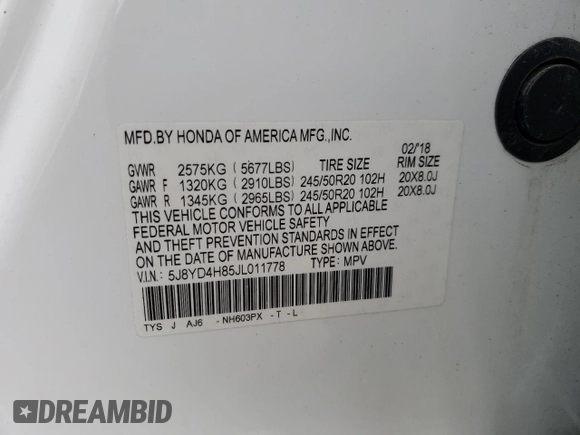 MFD.BY HONDA OF AMERICA MFG.,INC.
02/'18
GVWR 2575KG (5677LBS) TIRE SIZE RIM SIZE
GAWR F 1320KG (2910LBS) 245/50R20 102H 20X8.0J
GAWR R 1345KG (2965LBS) 245/50R20 102H 20X8.0J
THIS VEHICLE CONFORMS TO ALL APPLICABLE
FEDERAL MOTOR VEHICLE SAFETY
AND THEFT PREVENTION STANDARDS IN EFFECT
ON THE DATE OF MANUFACTURE SHOWN ABOVE.
V.I.N.: 5J8YD4H85JL011778 TYPE: MPV
TYS J AJ6 -NH603PX -T -L
DREAMBID